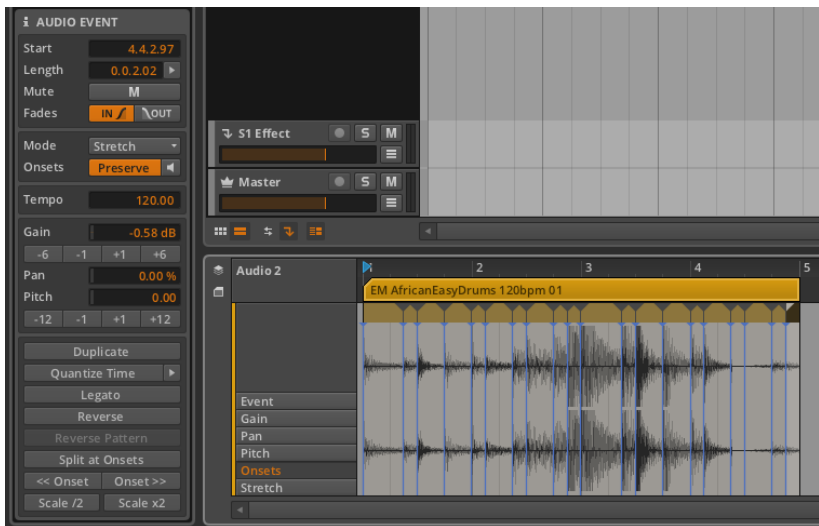 i AUDIO EVENT
Start 4.4.2.97
Length 0.0.2.02
Mute M
Fades IN OUT
Mode Stretch
Onsets Preserve
Tempo 120.00
Gain -0.58 dB
-6 -1 +1 +6
Pan 0.00 %
Pitch 0.00
-12 -1 +1 +12
Duplicate
Quantize Time
Legato
Reverse
Reverse Pattern
Split at Onsets
<< Onset Onset >>
Scale /2 Scale x2
S1 Effect S M
Master S M
Audio 2
2 3 4 5
EM AfricanEasyDrums 120bpm 01
Event
Gain
Pan
Pitch
Onsets
Stretch